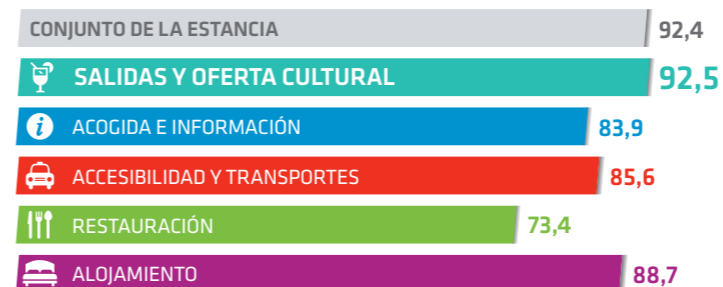 CONJUNTO DE LA ESTANCIA 92,4
SALIDAS Y OFERTA CULTURAL 92,5
i ACOGIDA E INFORMACIÓN 83,9
ACCESIBILIDAD Y TRANSPORTES 85,6
RESTAURACIÓN 73,4
ALOJAMIENTO 88,7